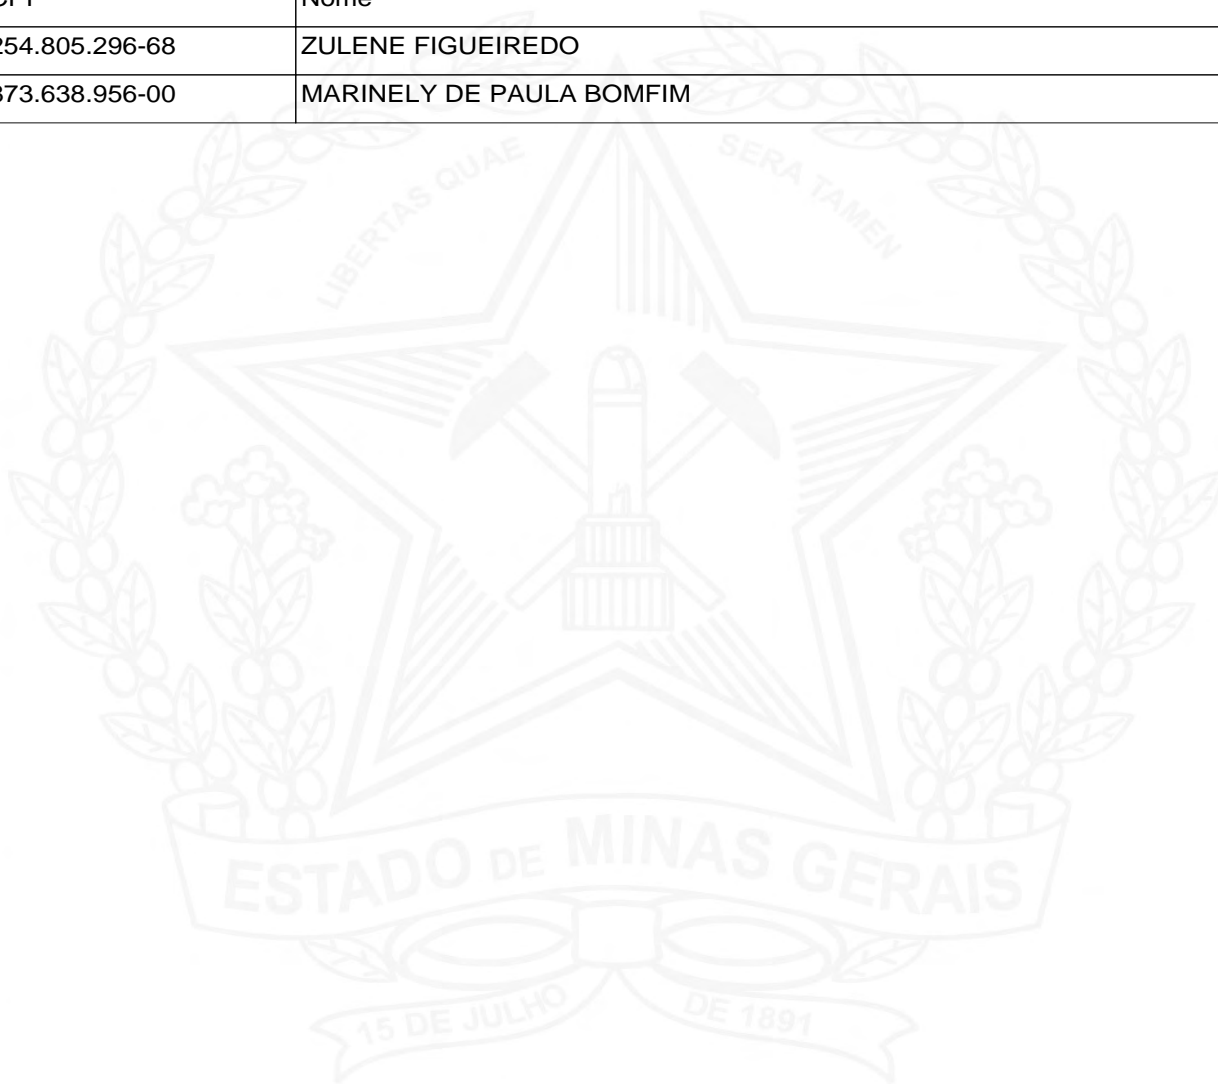 Nome
254.805.296-68 ZULENE FIGUEIREDO
873.638.956-00 MARINELY DE PAULA BOMFIM
LIBERTAS QUAE SERA TAMEN
ESTADO DE MINAS GERAIS
15 DE JULHO DE 1891